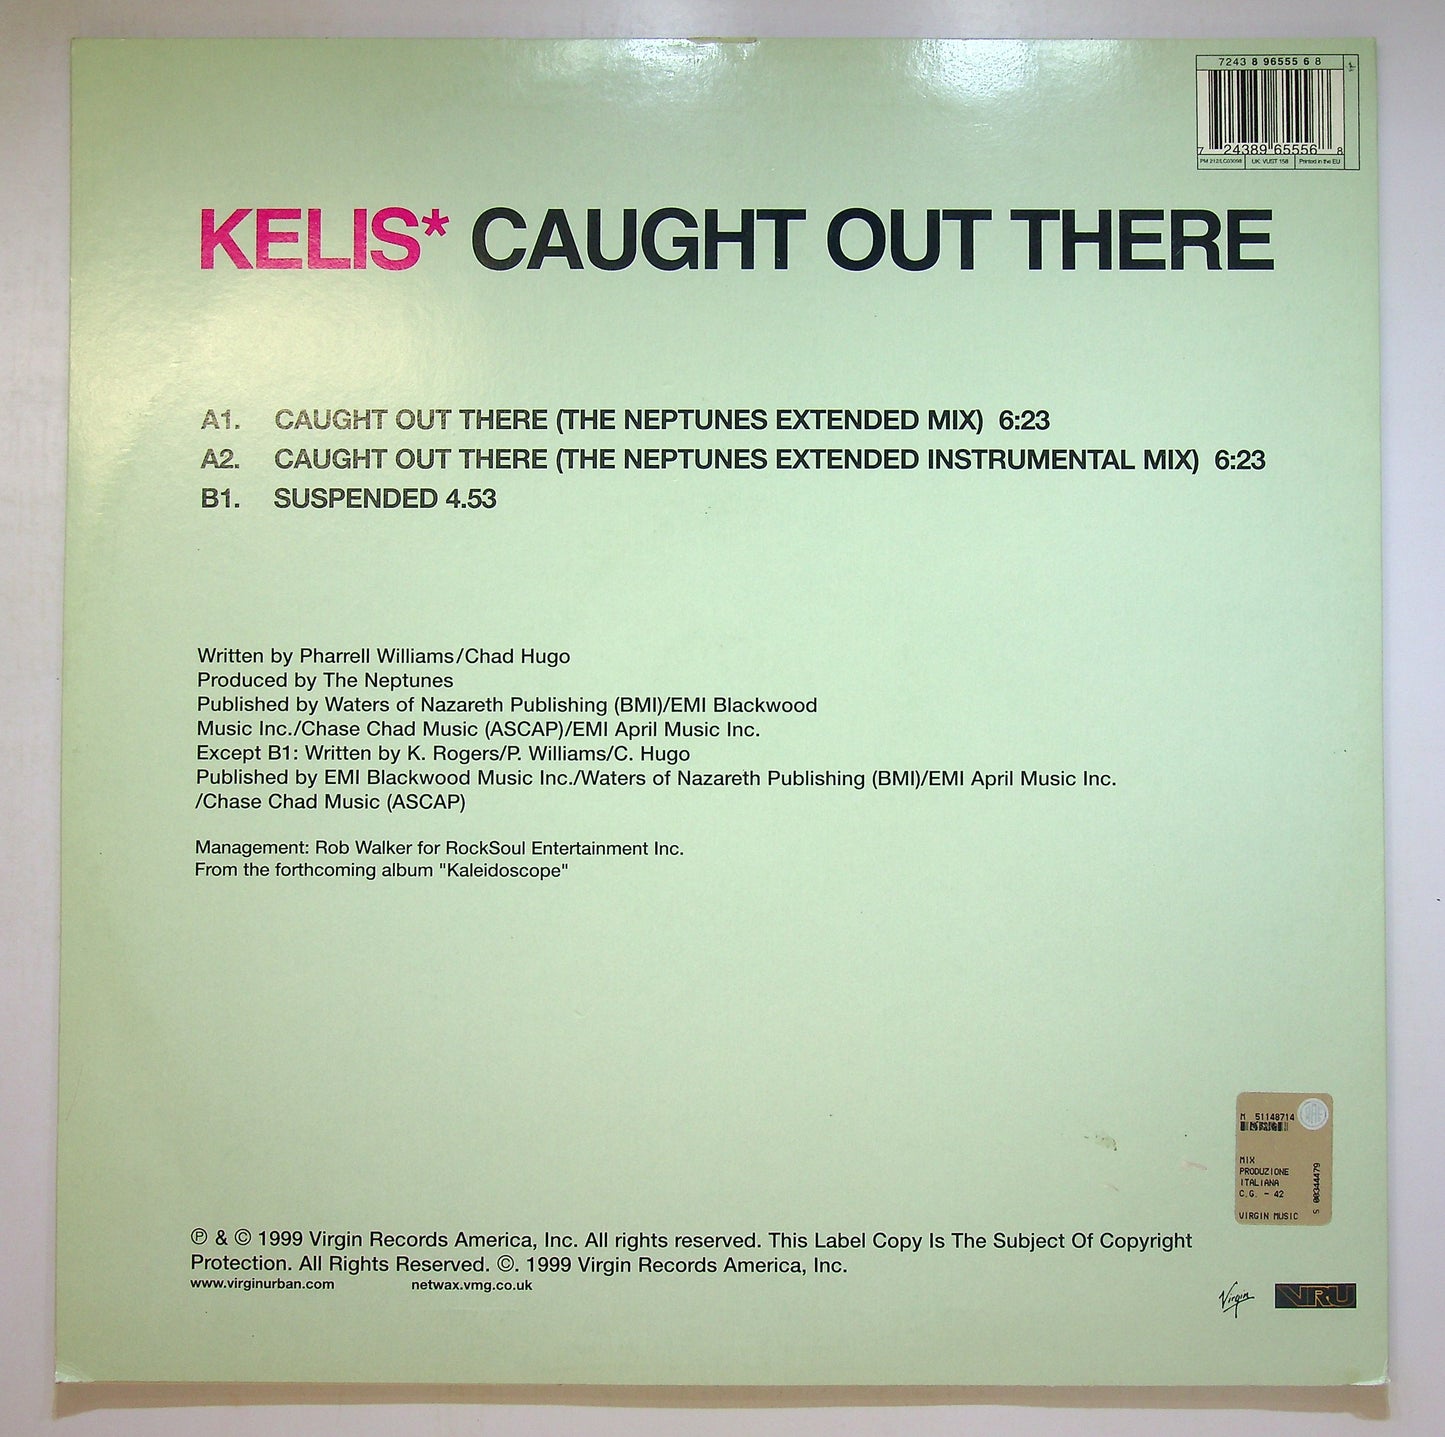 7243 8 96555 6 8
7 24389 65556 8
PM 212/LC03098 UK: VUST 158 Printed in the EU
KELIS* CAUGHT OUT THERE
A1. CAUGHT OUT THERE (THE NEPTUNES EXTENDED MIX) 6:23
A2. CAUGHT OUT THERE (THE NEPTUNES EXTENDED INSTRUMENTAL MIX) 6:23
B1. SUSPENDED 4.53
Written by Pharrell Williams/Chad Hugo
Produced by The Neptunes
Published by Waters of Nazareth Publishing (BMI)/EMI Blackwood
Music Inc./Chase Chad Music (ASCAP)/EMI April Music Inc.
Except B1: Written by K. Rogers/P. Williams/C. Hugo
Published by EMI Blackwood Music Inc./Waters of Nazareth Publishing (BMI)/EMI April Music Inc.
/Chase Chad Music (ASCAP)
Management: Rob Walker for RockSoul Entertainment Inc.
From the forthcoming album "Kaleidoscope"
M 51148714
MIX
PRODUZIONE
ITALIANA
C.G. - 42
VIRGIN MUSIC
S 00344479
℗ & © 1999 Virgin Records America, Inc. All rights reserved. This Label Copy Is The Subject Of Copyright
Protection. All Rights Reserved. ©. 1999 Virgin Records America, Inc.
www.virginurban.com netwax.vmg.co.uk
Virgin VRU